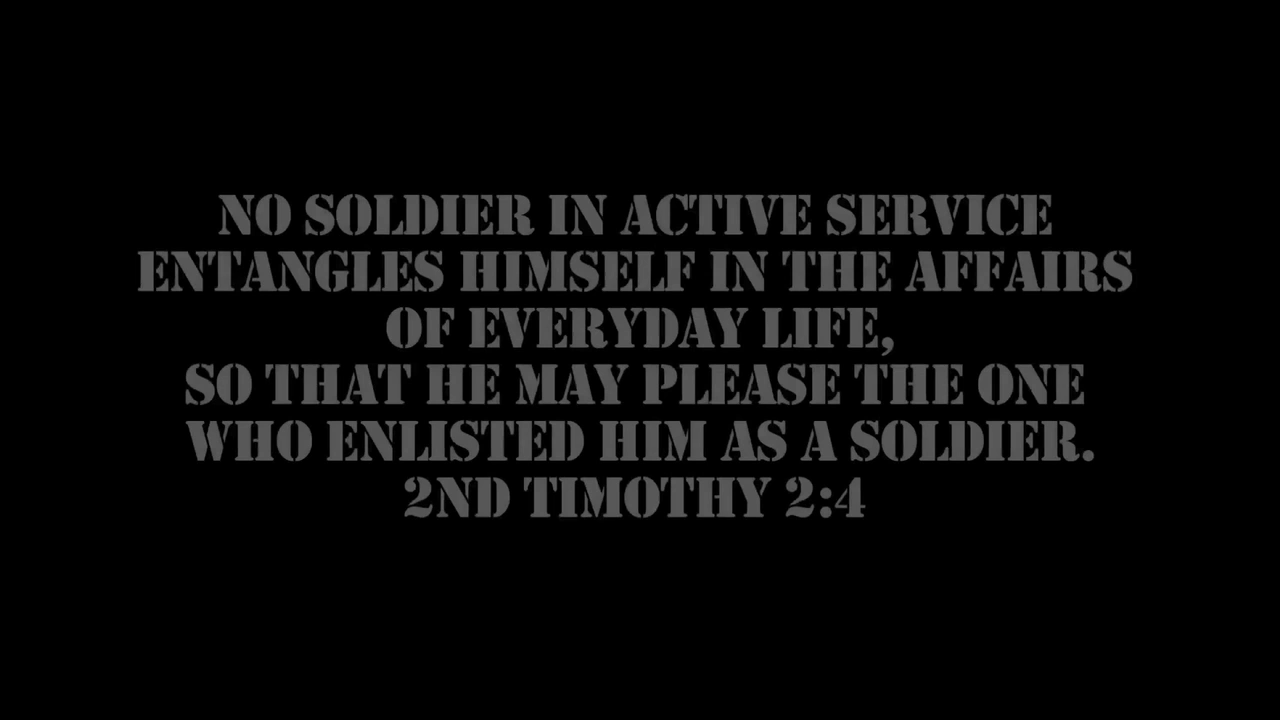 NO SOLDIER IN ACTIVE SERVICE
ENTANGLES HIMSELF IN THE AFFAIRS
OF EVERYDAY LIFE,
SO THAT HE MAY PLEASE THE ONE
WHO ENLISTED HIM AS A SOLDIER.
2ND TIMOTHY 2:4